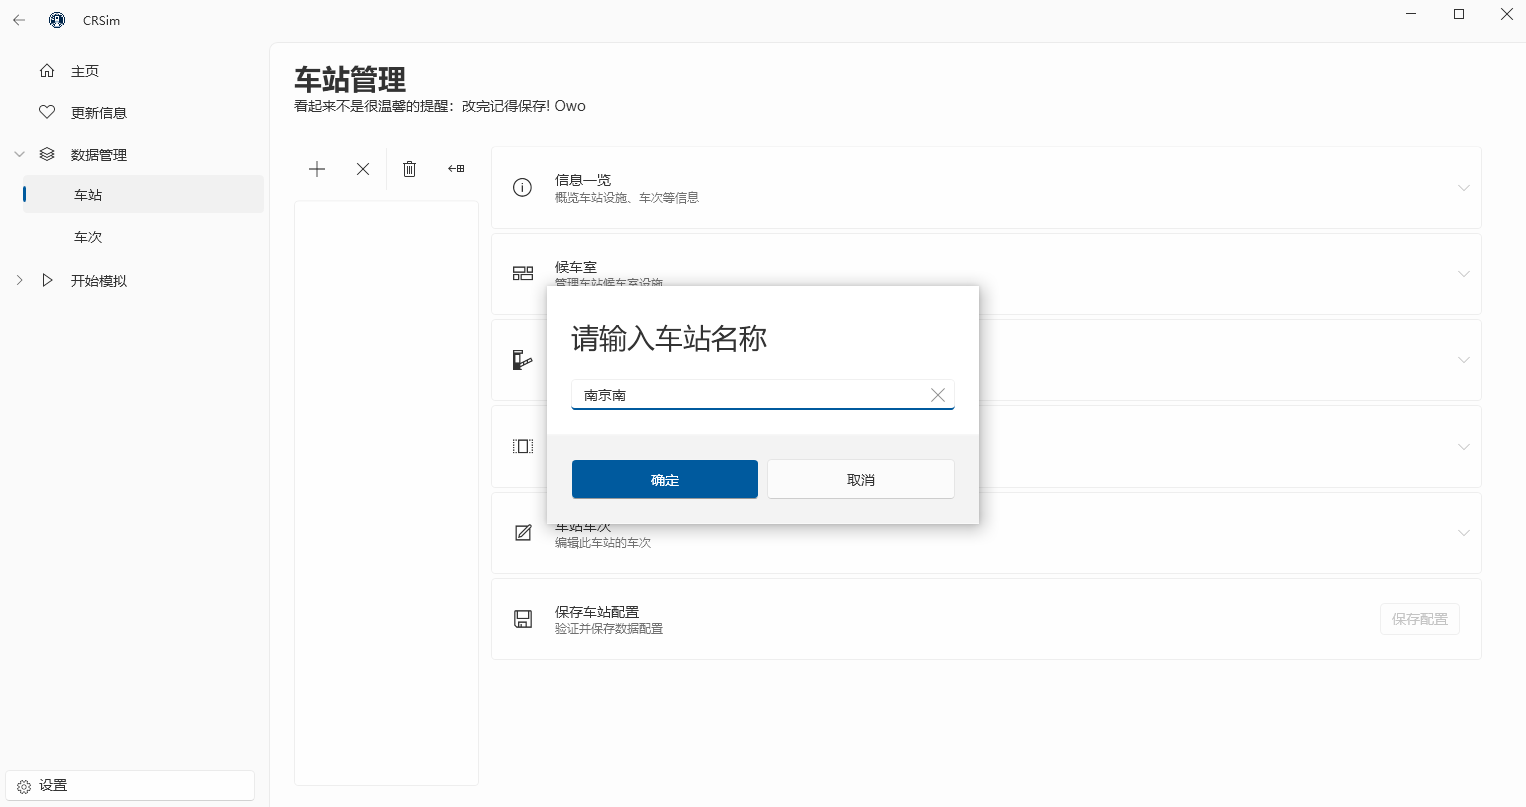 CRSim
主页
更新信息
数据管理
车站
车次
开始模拟
设置
车站管理
看起来不是很温馨的提醒：改完记得保存! Owo
信息一览
概览车站设施、车次等信息
候车室
管理车站候车室设施
请输入车站名称
南京南
确定
取消
车站车次
编辑此车站的车次
保存车站配置
验证并保存数据配置
保存配置